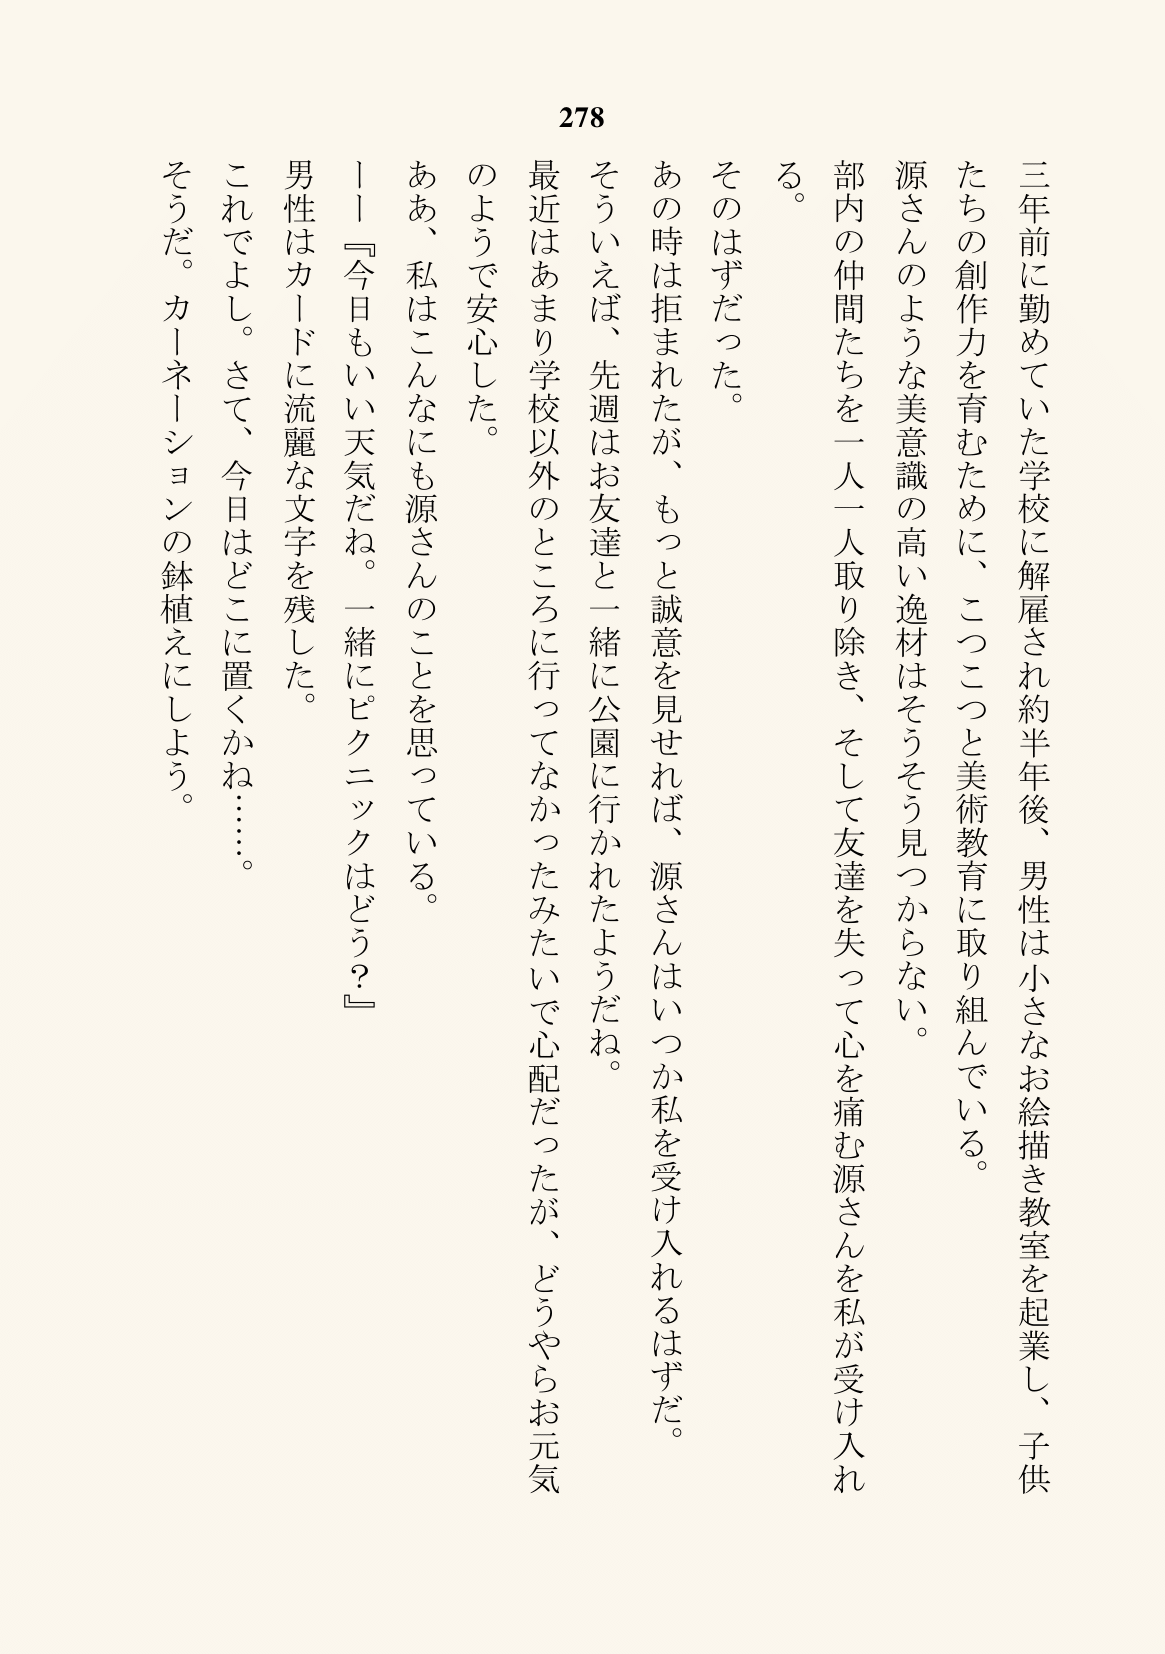 278
三年前に勤めていた学校に解雇され約半年後、男性は小さなお絵描き教室を起業し、子供
たちの創作力を育むために、こつこつと美術教育に取り組んでいる。
源さんのような美意識の高い逸材はそうそう見つからない。
部内の仲間たちを一人一人取り除き、そして友達を失って心を痛む源さんを私が受け入れ
る。
そのはずだった。
あの時は拒まれたが、もっと誠意を見せれば、源さんはいつか私を受け入れるはずだ。
そういえば、先週はお友達と一緒に公園に行かれたようだね。
最近はあまり学校以外のところに行ってなかったみたいで心配だったが、どうやらお元気
のようで安心した。
ああ、私はこんなにも源さんのことを思っている。
ーー『今日もいい天気だね。一緒にピクニックはどう？』
男性はカードに流麗な文字を残した。
これでよし。さて、今日はどこに置くかね……。
そうだ。カーネーションの鉢植えにしよう。